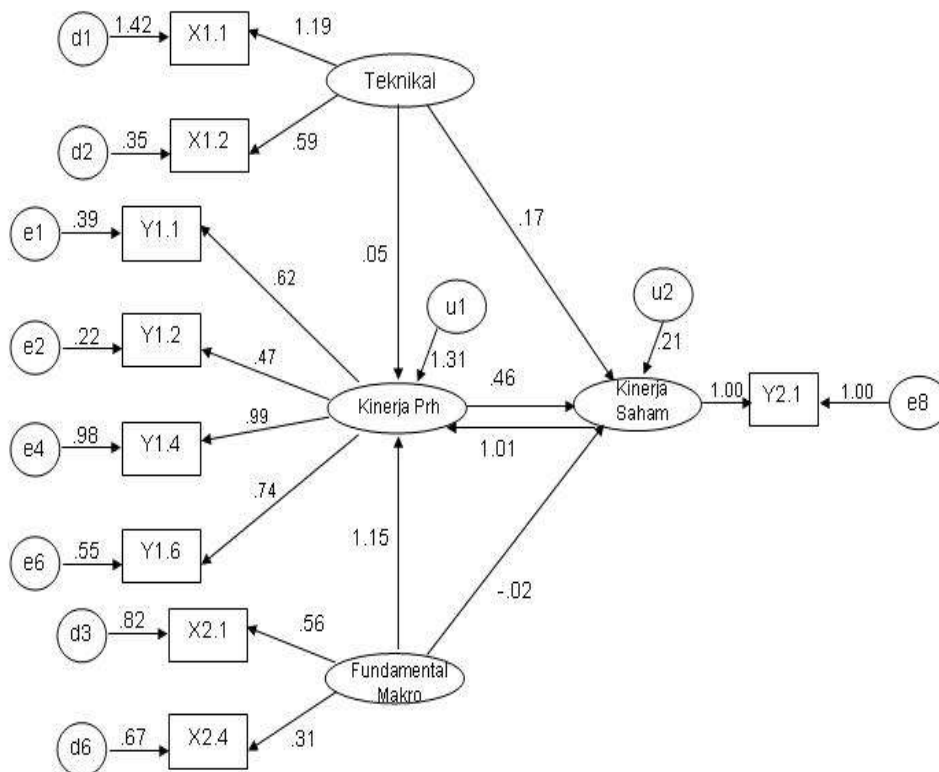 d1 1.42 X1.1 1.19
Teknikal
d2 .35 X1.2 .59
e1 .39 Y1.1
.62
.05
.17
e2 .22 Y1.2
.47
u1
1.31
u2
.21
Kinerja Prh
.46
Kinerja
Saham
1.00 Y2.1 1.00 e8
e4 .98 Y1.4
.99
1.01
.74
e6 .55 Y1.6
1.15
-.02
d3 .82 X2.1 .56
Fundamental
Makro
d6 .67 X2.4 .31